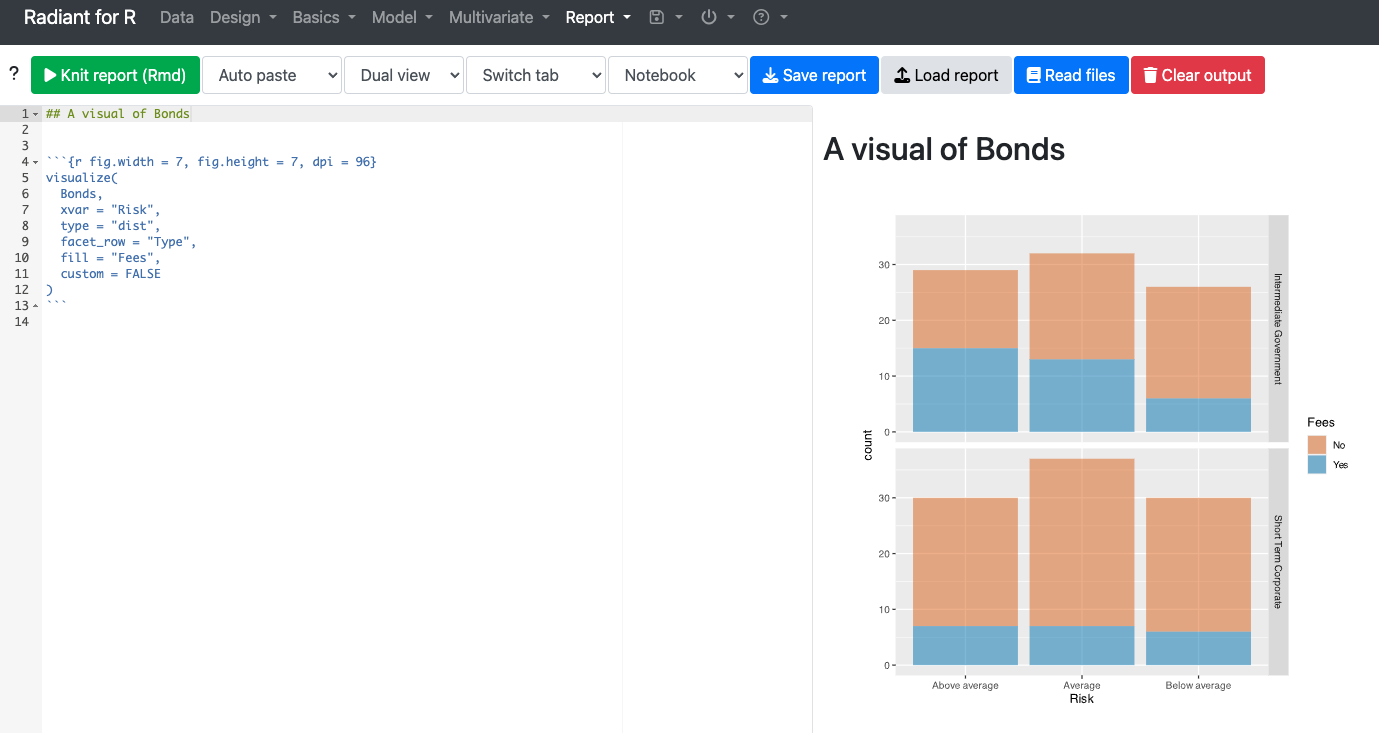 Radiant for R Data Design Basics Model Multivariate Report ?
? Knit report (Rmd) Auto paste Dual view Switch tab Notebook Save report Load report Read files Clear output
1 ## A visual of Bonds
2
3
4 ```{r fig.width = 7, fig.height = 7, dpi = 96}
5 visualize(
6   Bonds,
7   xvar = "Risk",
8   type = "dist",
9   facet_row = "Type",
10   fill = "Fees",
11   custom = FALSE
12 )
13 ```
14
A visual of Bonds
count
30
20
10
0
Intermediate Government
30
20
10
0
Short Term Corporate
Above average Average Below average
Risk
Fees
No
Yes